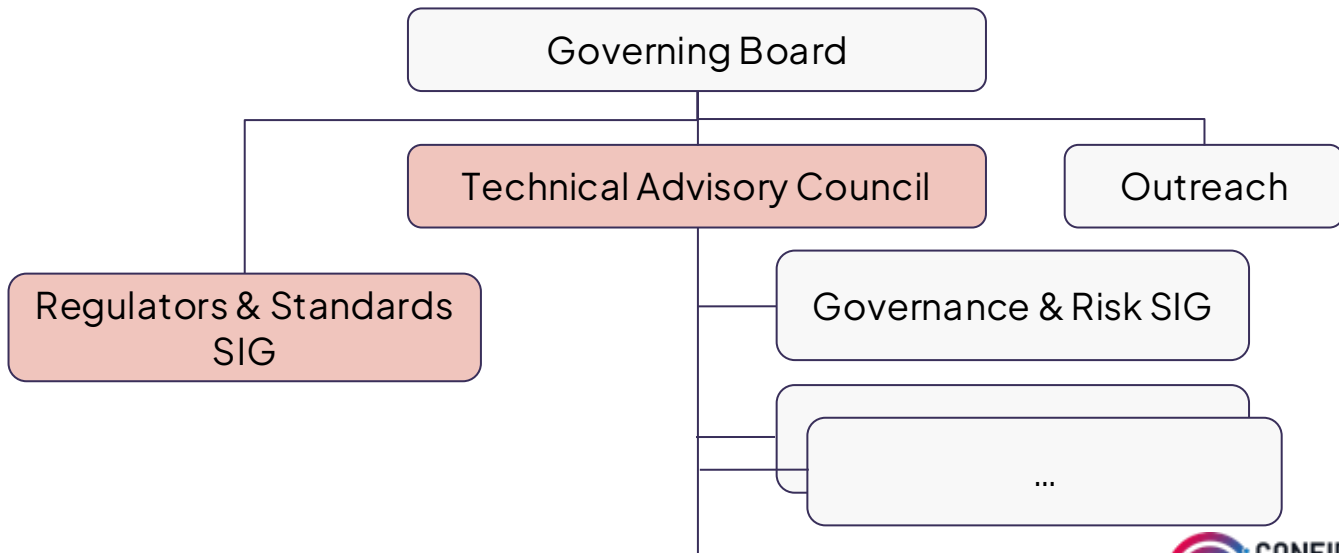 Governing Board
Technical Advisory Council
Outreach
Regulators & Standards
SIG
Governance & Risk SIG
...